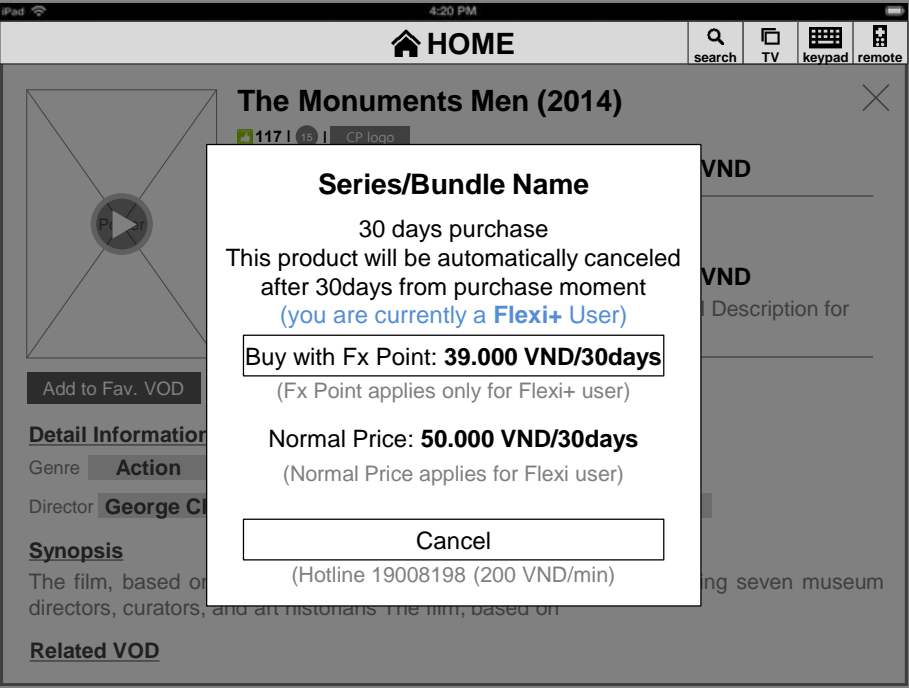 iPad 4:20 PM
HOME
search TV keypad remote
The Monuments Men (2014)
117 I 15 I CP logo
VND
Series/Bundle Name
30 days purchase
This product will be automatically canceled
after 30days from purchase moment
(you are currently a Flexi+ User)
VND
Description for
Buy with Fx Point: 39.000 VND/30days
(Fx Point applies only for Flexi+ user)
Add to Fav. VOD
Normal Price: 50.000 VND/30days
(Normal Price applies for Flexi user)
Detail Information
Genre Action
Director George Cl
Cancel
(Hotline 19008198 (200 VND/min)
Synopsis
The film, based or ing seven museum
directors, curators, and art historians The film, based on
Related VOD